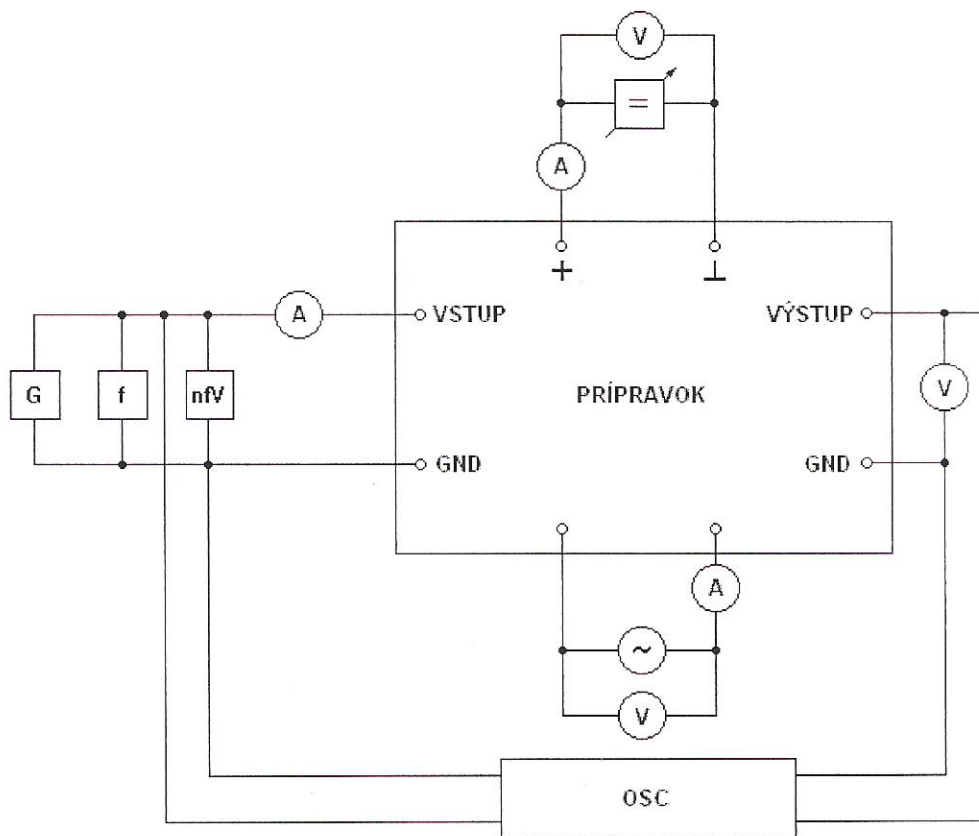 V
=
A
+ ⊥
A
VSTUP
VÝSTUP
G
f
nfV
PRÍPRAVOK
V
GND
GND
A
~
V
OSC